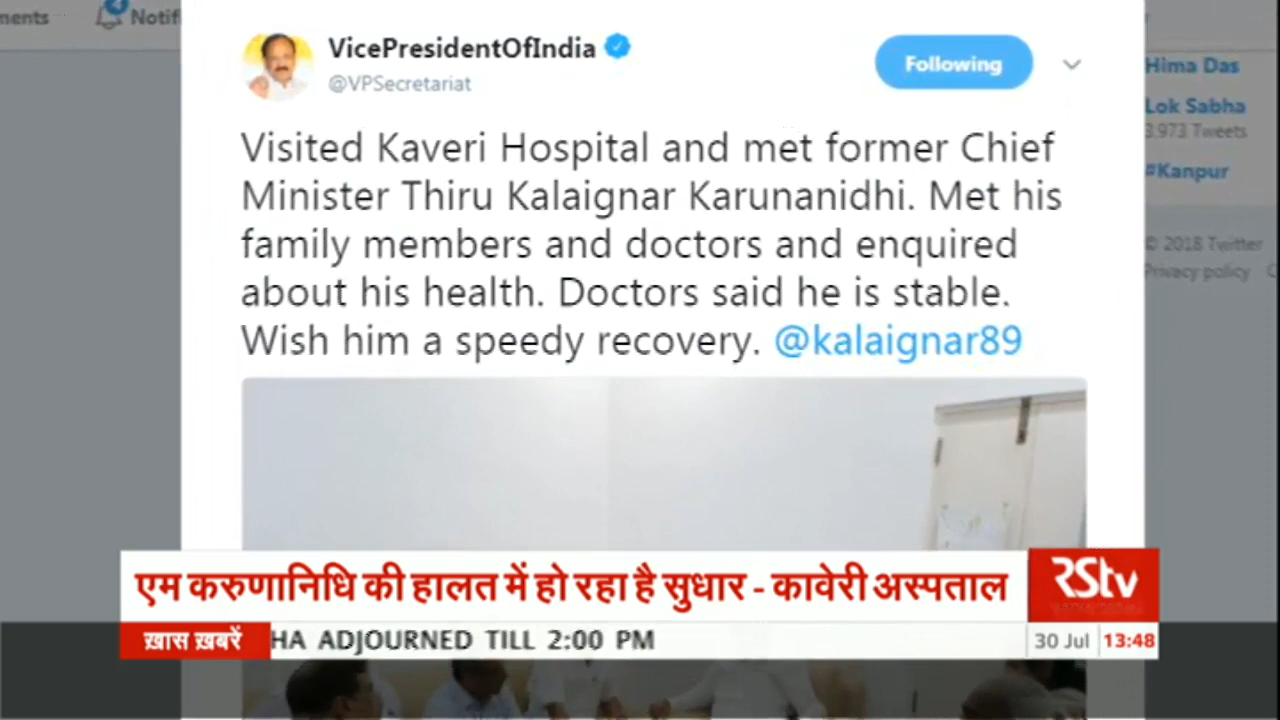 ments
4
Notifi
VicePresidentOfIndia
@VPSecretariat
Following
Hima Das
Lok Sabha
3,973 Tweets
#Kanpur
© 2018 Twitter
Privacy policy
Visited Kaveri Hospital and met former Chief
Minister Thiru Kalaignar Karunanidhi. Met his
family members and doctors and enquired
about his health. Doctors said he is stable.
Wish him a speedy recovery. @kalaignar89
एम करुणानिधि की हालत में हो रहा है सुधार - कावेरी अस्पताल
RStv
ख़ास ख़बरें
HA ADJOURNED TILL 2:00 PM
30 Jul 13:48